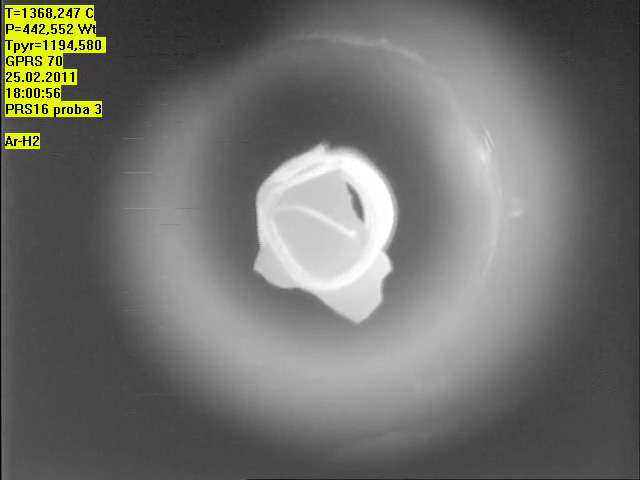 T=1368,247 C
P=442,552 Wt
Tpyr=1194,580
GPRS 70
25.02.2011
18:00:56
PRS16 proba 3
Ar-H2